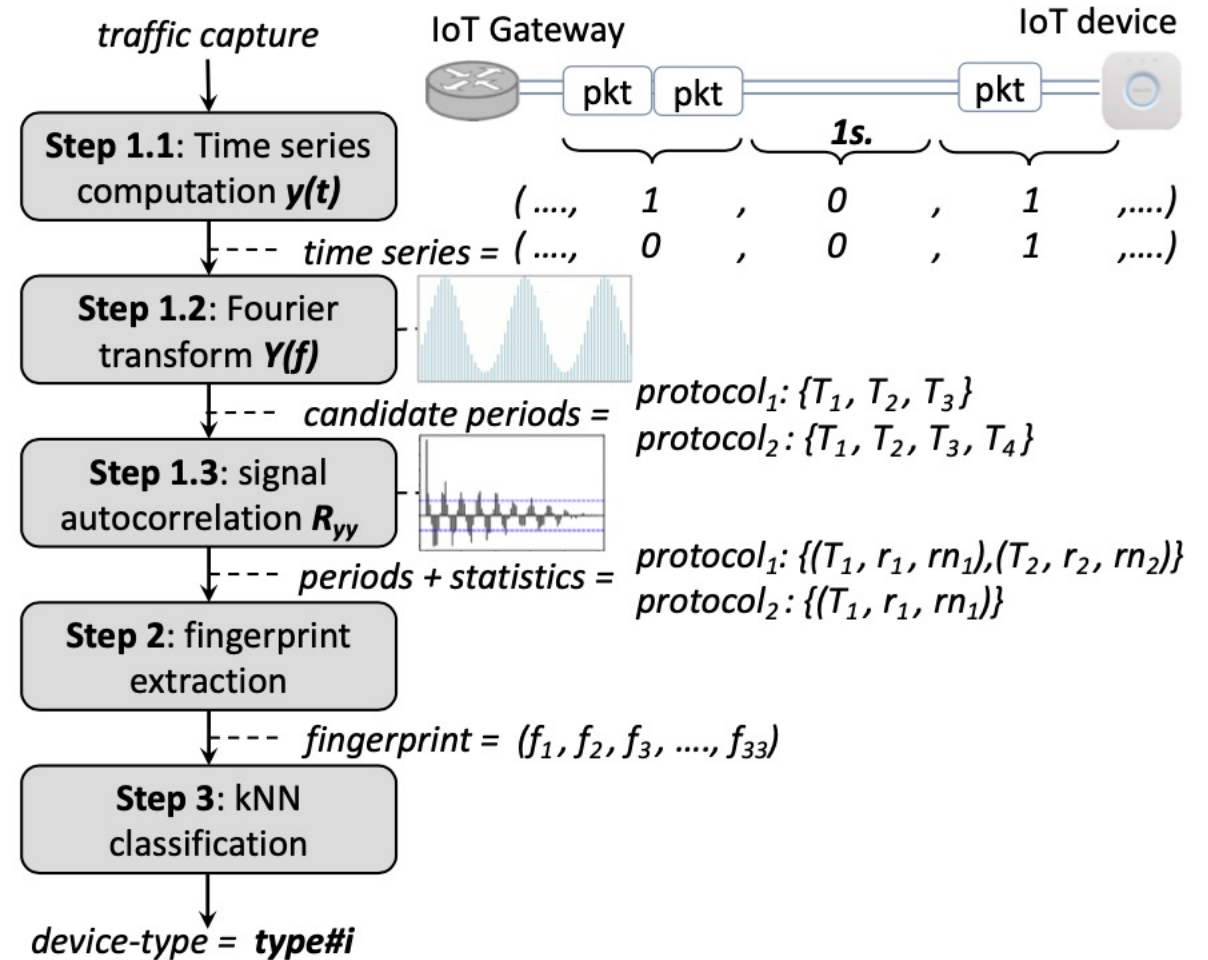 traffic capture
IoT Gateway
IoT device
pkt
pkt
pkt
1s.
Step 1.1: Time series
computation y(t)
(...., 1 , 0 , 1 ,....)
time series = (...., 0 , 0 , 1 ,....)
Step 1.2: Fourier
transform Y(f)
candidate periods =
protocol₁: {T₁, T₂, T₃}
protocol₂: {T₁, T₂, T₃, T₄}
Step 1.3: signal
autocorrelation Ryy
periods + statistics =
protocol₁: {(T₁, r₁, rn₁),(T₂, r₂, rn₂)}
protocol₂: {(T₁, r₁, rn₁)}
Step 2: fingerprint
extraction
fingerprint = (f₁, f₂, f₃, ...., f₃₃)
Step 3: kNN
classification
device-type = type#i